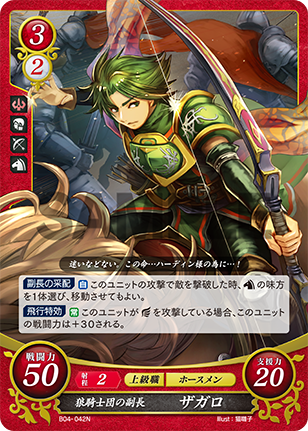 3
2
迷いなどない。この命…ハーディン様の為に…!
副長の采配 自 このユニットの攻撃で敵を撃破した時、の味方
を1体選び、移動させてもよい。
飛行特効 常 このユニットがを攻撃している場合、このユニット
の戦闘力は+30される。
戦闘力
50
射程 2 上級職 ホースメン
支援力
20
狼騎士団の副長 ザガロ
B04-042N
Illust:猫囃子